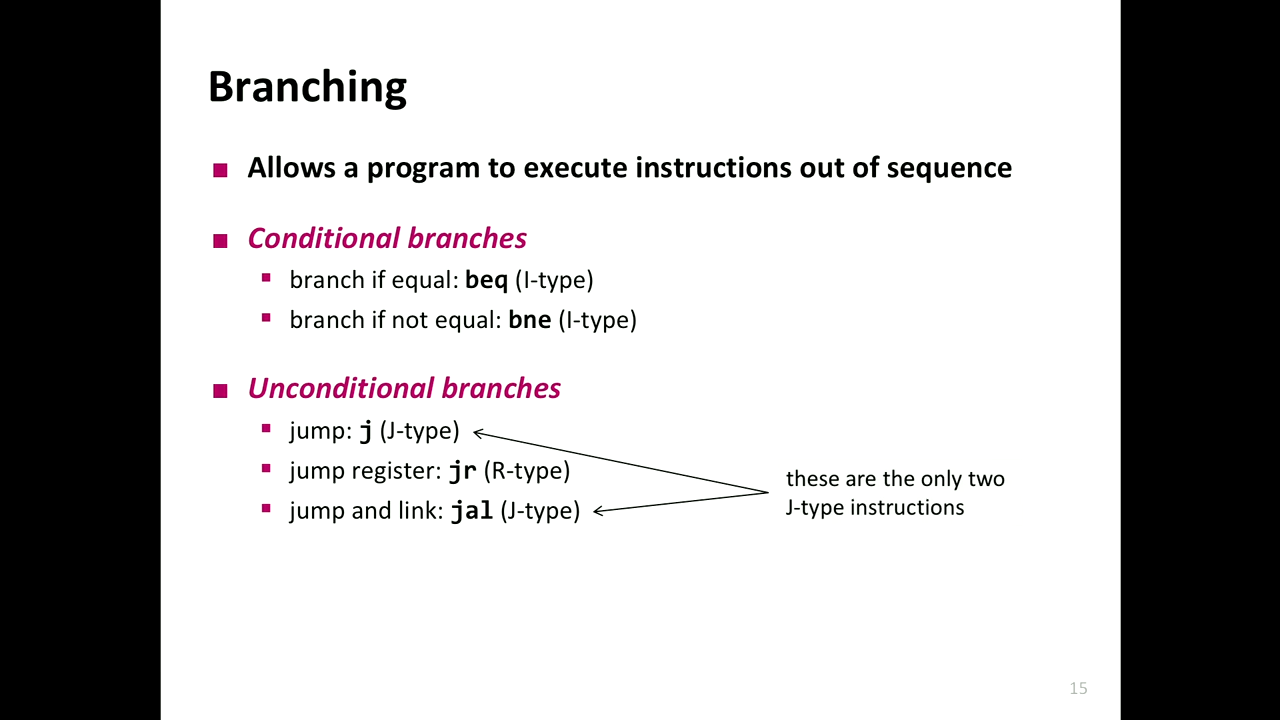 Branching
Allows a program to execute instructions out of sequence
Conditional branches
branch if equal: beq (I-type)
branch if not equal: bne (I-type)
Unconditional branches
jump: j (J-type)
jump register: jr (R-type)
jump and link: jal (J-type)
these are the only two
J-type instructions
15